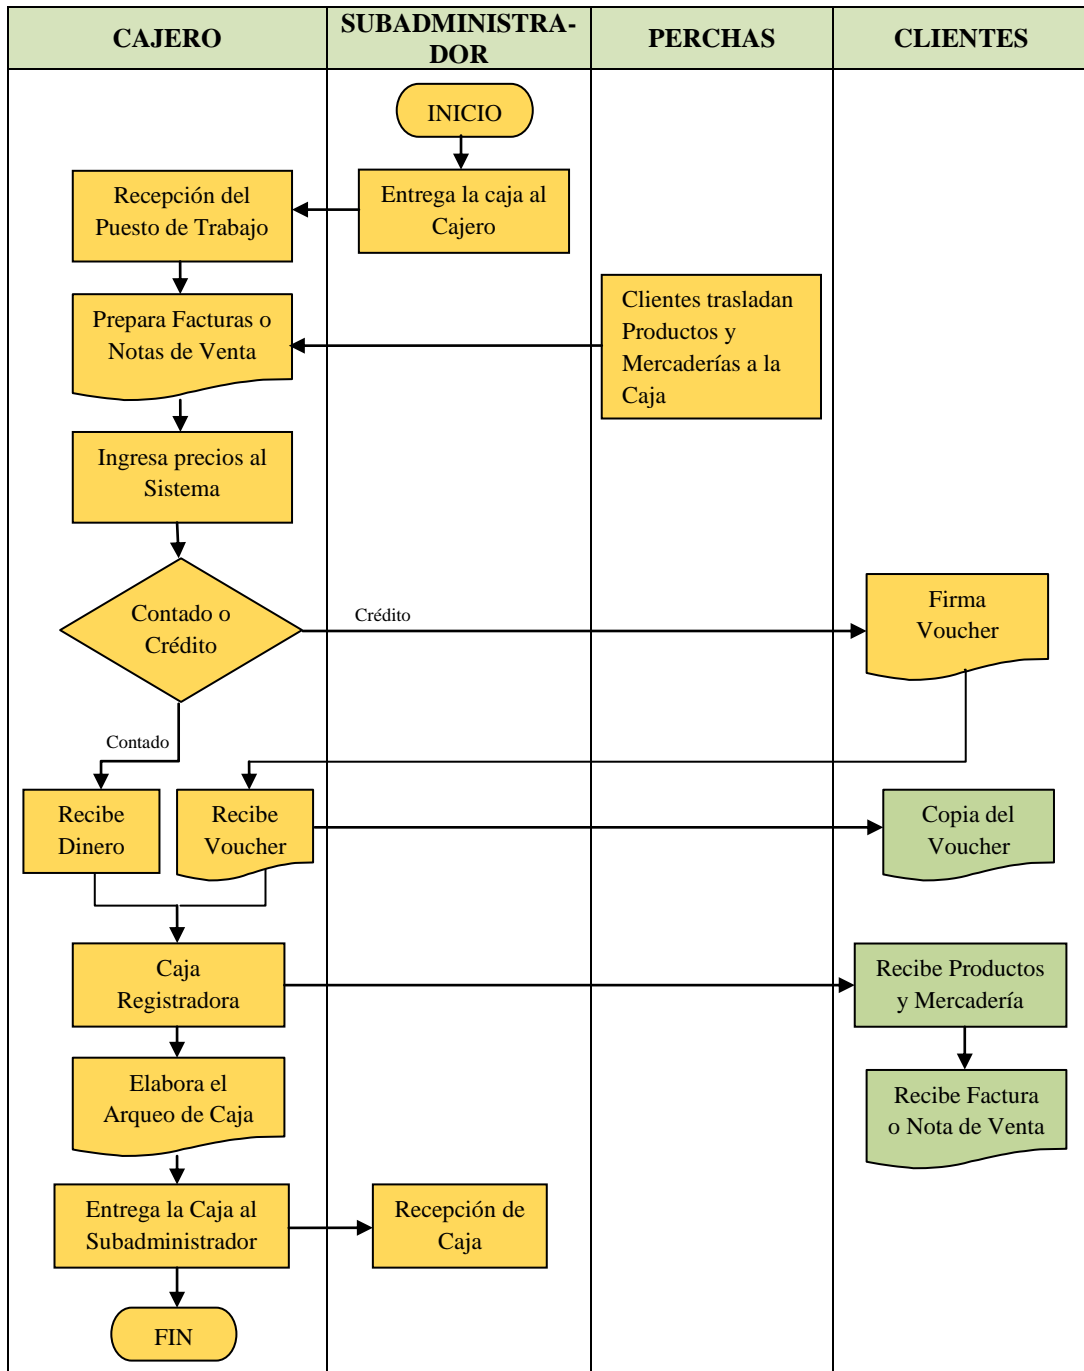 CAJERO
SUBADMINISTRA-
DOR
PERCHAS
CLIENTES
INICIO
Recepción del
Puesto de Trabajo
Entrega la caja al
Cajero
Prepara Facturas o
Notas de Venta
Clientes trasladan
Productos y
Mercaderías a la
Caja
Ingresa precios al
Sistema
Contado o
Crédito
Crédito
Firma
Voucher
Contado
Recibe
Dinero
Recibe
Voucher
Copia del
Voucher
Caja
Registradora
Recibe Productos
y Mercadería
Elabora el
Arqueo de Caja
Recibe Factura
o Nota de Venta
Entrega la Caja al
Subadministrador
Recepción de
Caja
FIN